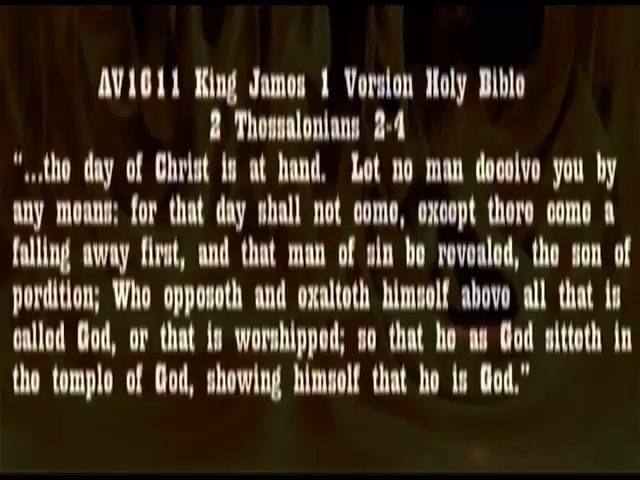 AV1611 King James 1 Version Holy Bible
2 Thessalonians 2-4
"...the day of Christ is at hand. Let no man deceive you by
any means: for that day shall not come, except there come a
falling away first, and that man of sin be revealed, the son of
perdition; Who opposeth and exalteth himself above all that is
called God, or that is worshipped; so that he as God sitteth in
the temple of God, shewing himself that he is God."